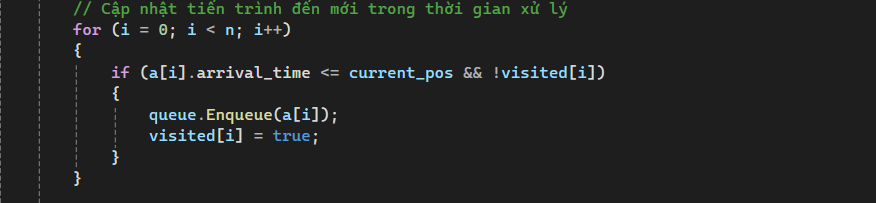 // Cập nhật tiến trình đến mới trong thời gian xử lý
for (i = 0; i < n; i++)
{
if (a[i].arrival_time <= current_pos && !visited[i])
{
queue.Enqueue(a[i]);
visited[i] = true;
}
}